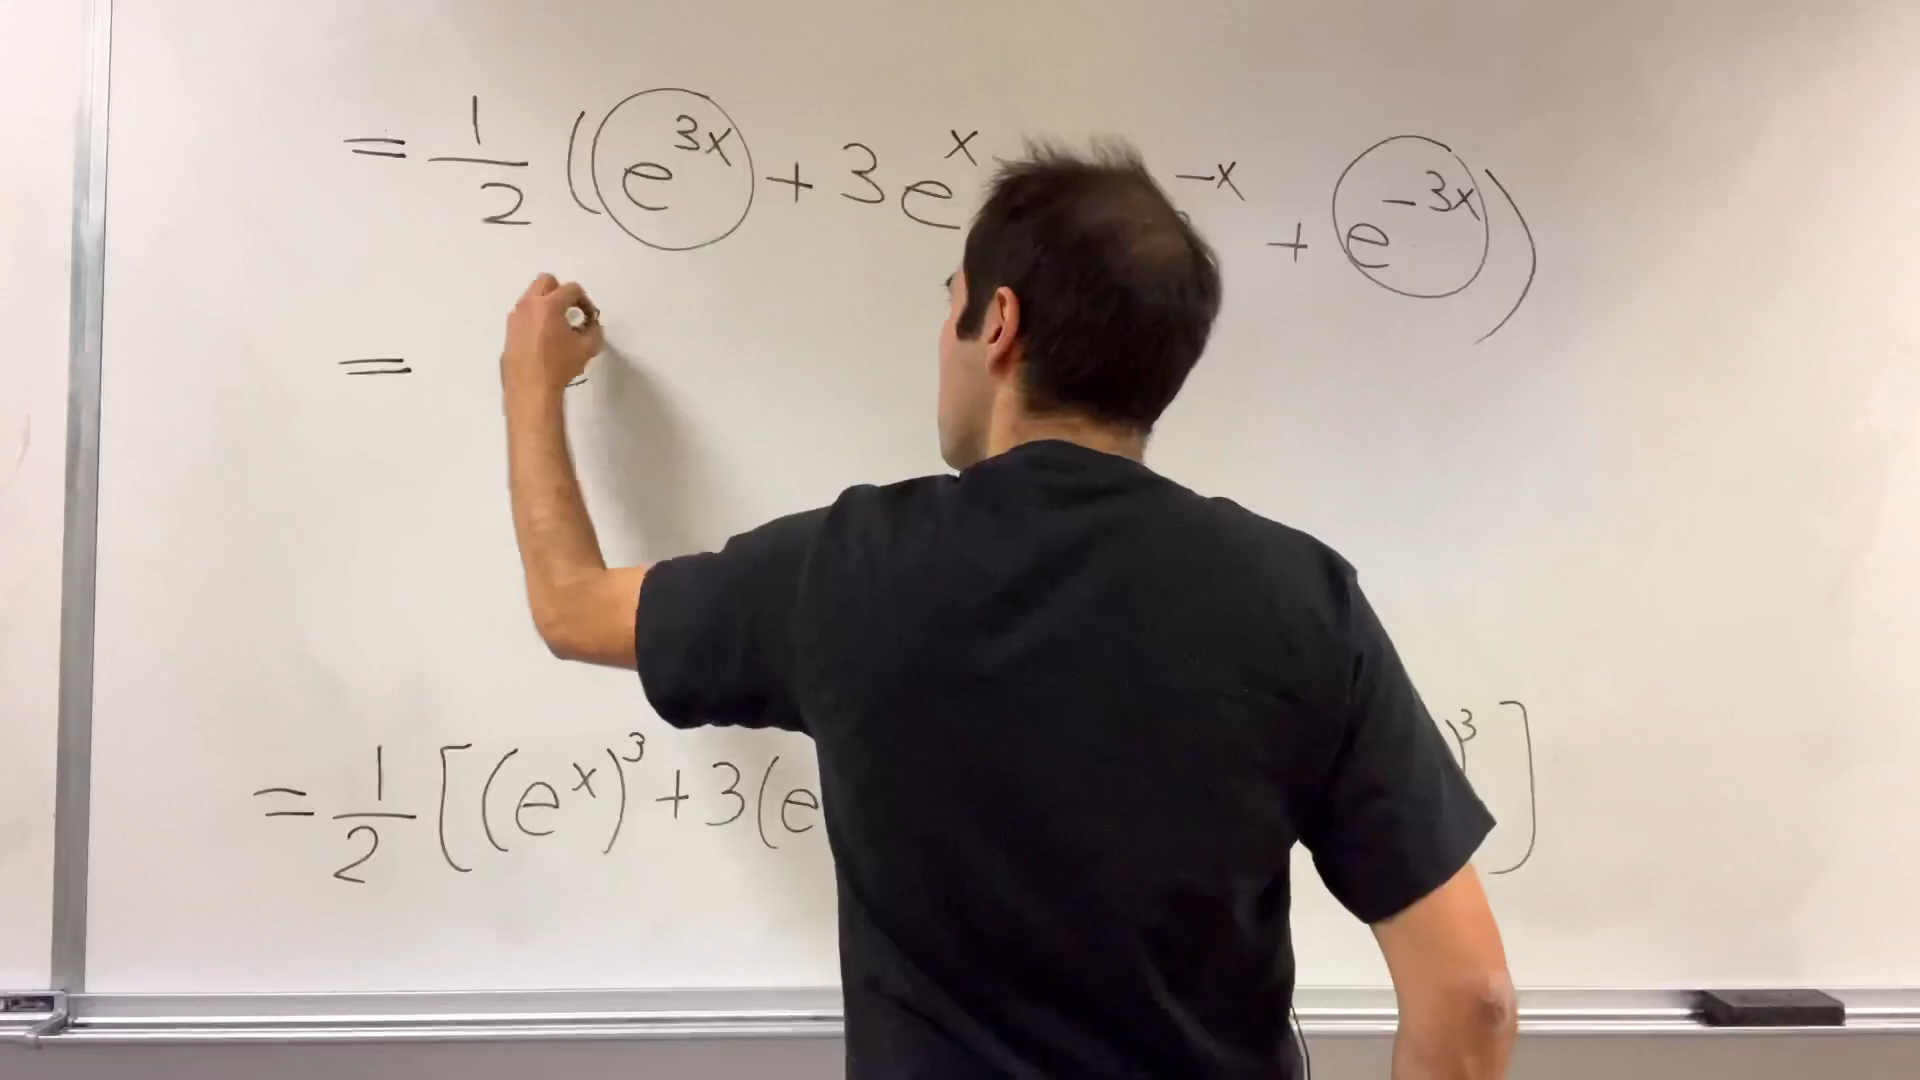 = 1/2 (e^{3x} + 3e^{x} ^{-x} + e^{-3x})
=
= 1/2 [(e^{x})^{3} + 3(e )^{3}]